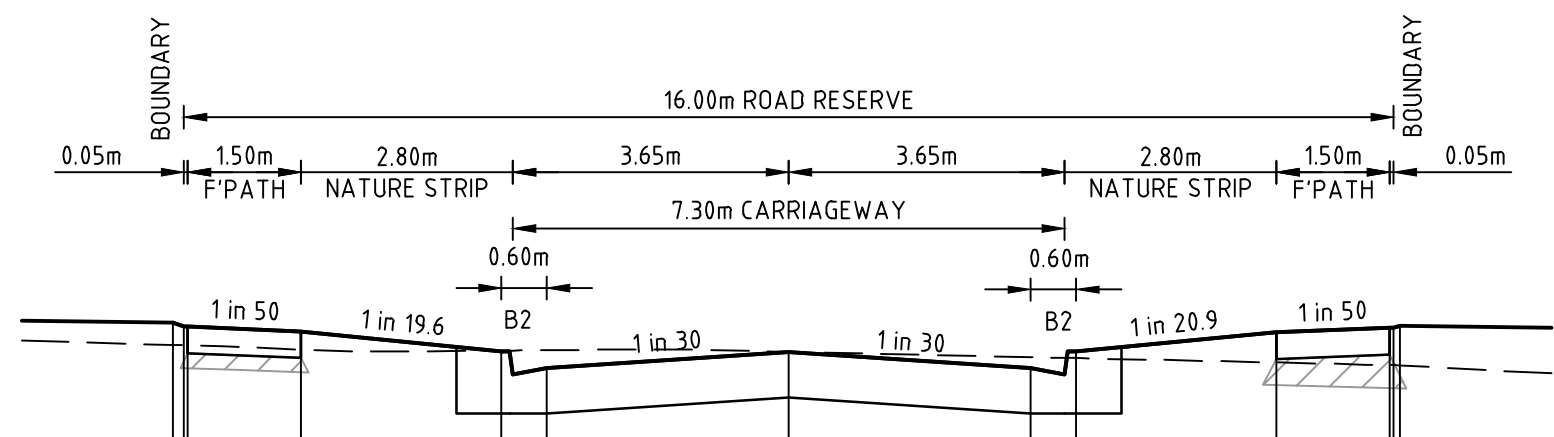 BOUNDARY
BOUNDARY
16.00m ROAD RESERVE
0.05m 1.50m 2.80m 3.65m 3.65m 2.80m 1.50m 0.05m
F'PATH NATURE STRIP NATURE STRIP F'PATH
7.30m CARRIAGEWAY
0.60m 0.60m
1 in 50 1 in 19.6 B2 1 in 30 1 in 30 B2 1 in 20.9 1 in 50